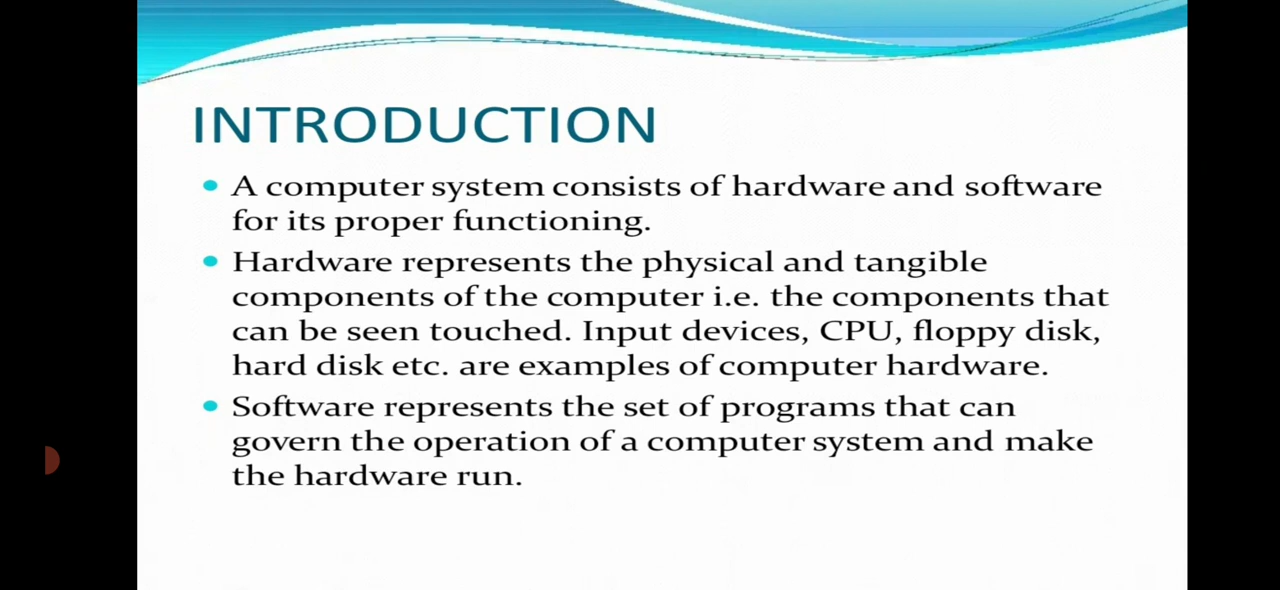 INTRODUCTION
A computer system consists of hardware and software
for its proper functioning.
Hardware represents the physical and tangible
components of the computer i.e. the components that
can be seen touched. Input devices, CPU, floppy disk,
hard disk etc. are examples of computer hardware.
Software represents the set of programs that can
govern the operation of a computer system and make
the hardware run.